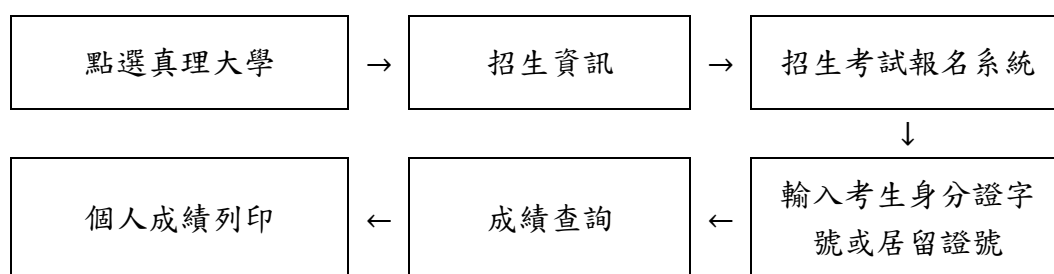 點選真理大學
→
招生資訊
→
招生考試報名系統
↓
輸入考生身分證字
號或居留證號
←
成績查詢
←
個人成績列印